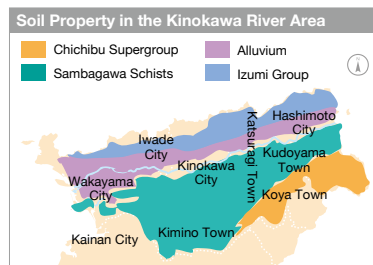 Soil Property in the Kinokawa River Area
Chichibu Supergroup
Alluvium
Sambagawa Schists
Izumi Group
N
Hashimoto
City
Iwade
City
Katsuragi Town
Kudoyama
Town
Kinokawa
City
Wakayama
City
Koya Town
Kainan City
Kimino Town